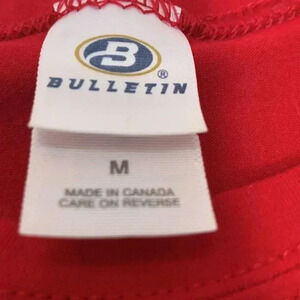 B
BULLETIN®
M
MADE IN CANADA
CARE ON REVERSE